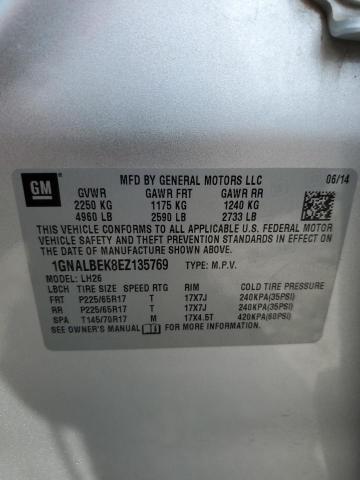 GM
MFD BY GENERAL MOTORS LLC
06/14
GVWR GAWR FRT GAWR RR
2250 KG 1175 KG 1240 KG
4960 LB 2590 LB 2733 LB
THIS VEHICLE CONFORMS TO ALL APPLICABLE U.S. FEDERAL MOTOR
VEHICLE SAFETY, BUMPER, AND THEFT PREVENTION STANDARDS IN EFFECT ON
THE DATE OF MANUFACTURE SHOWN ABOVE.
1GNALBEK8EZ135769 TYPE: M.P.V.
MODEL: LH26
LBCH TIRE SIZE SPEED RTG RIM COLD TIRE PRESSURE
FRT P225/65R17 T 17X7J 240KPA(35PSI)
RR P225/65R17 T 17X7J 240KPA(35PSI)
SPA T145/70R17 M 17X4.5T 420KPA(60PSI)
SEE OWNER'S MANUAL FOR ADDITIONAL INFORMATION.